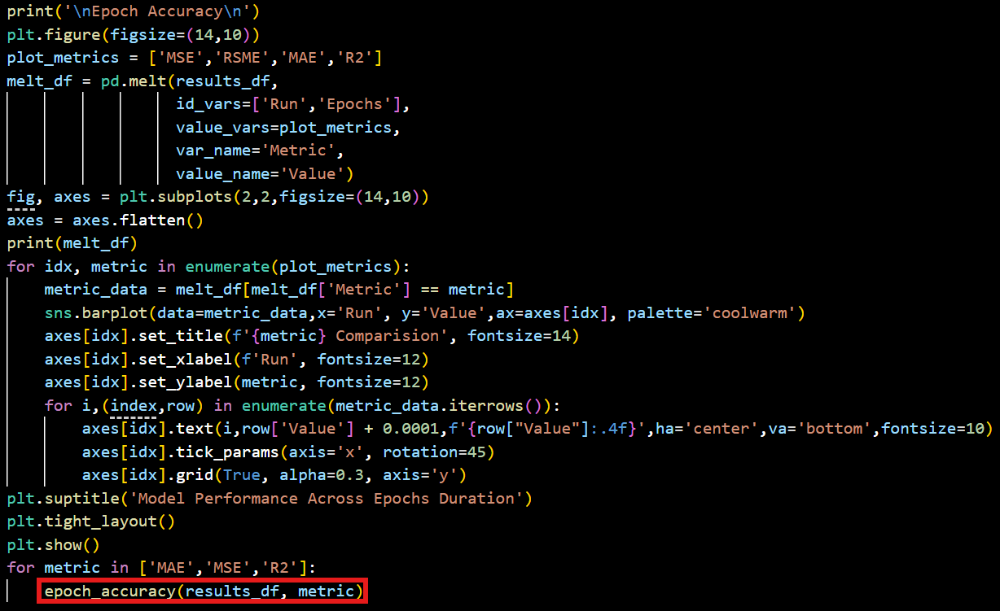 print('\nEpoch Accuracy\n')
plt.figure(figsize=(14,10))
plot_metrics = ['MSE','RSME','MAE','R2']
melt_df = pd.melt(results_df,
                  id_vars=['Run','Epochs'],
                  value_vars=plot_metrics,
                  var_name='Metric',
                  value_name='Value')
fig, axes = plt.subplots(2,2,figsize=(14,10))
axes = axes.flatten()
print(melt_df)
for idx, metric in enumerate(plot_metrics):
    metric_data = melt_df[melt_df['Metric'] == metric]
    sns.barplot(data=metric_data,x='Run', y='Value',ax=axes[idx], palette='coolwarm')
    axes[idx].set_title(f'{metric} Comparision', fontsize=14)
    axes[idx].set_xlabel(f'Run', fontsize=12)
    axes[idx].set_ylabel(metric, fontsize=12)
    for i,(index,row) in enumerate(metric_data.iterrows()):
        axes[idx].text(i,row['Value'] + 0.0001,f'{row["Value"]:.4f}',ha='center',va='bottom',fontsize=10)
        axes[idx].tick_params(axis='x', rotation=45)
        axes[idx].grid(True, alpha=0.3, axis='y')
plt.suptitle('Model Performance Across Epochs Duration')
plt.tight_layout()
plt.show()
for metric in ['MAE','MSE','R2']:
    epoch_accuracy(results_df, metric)